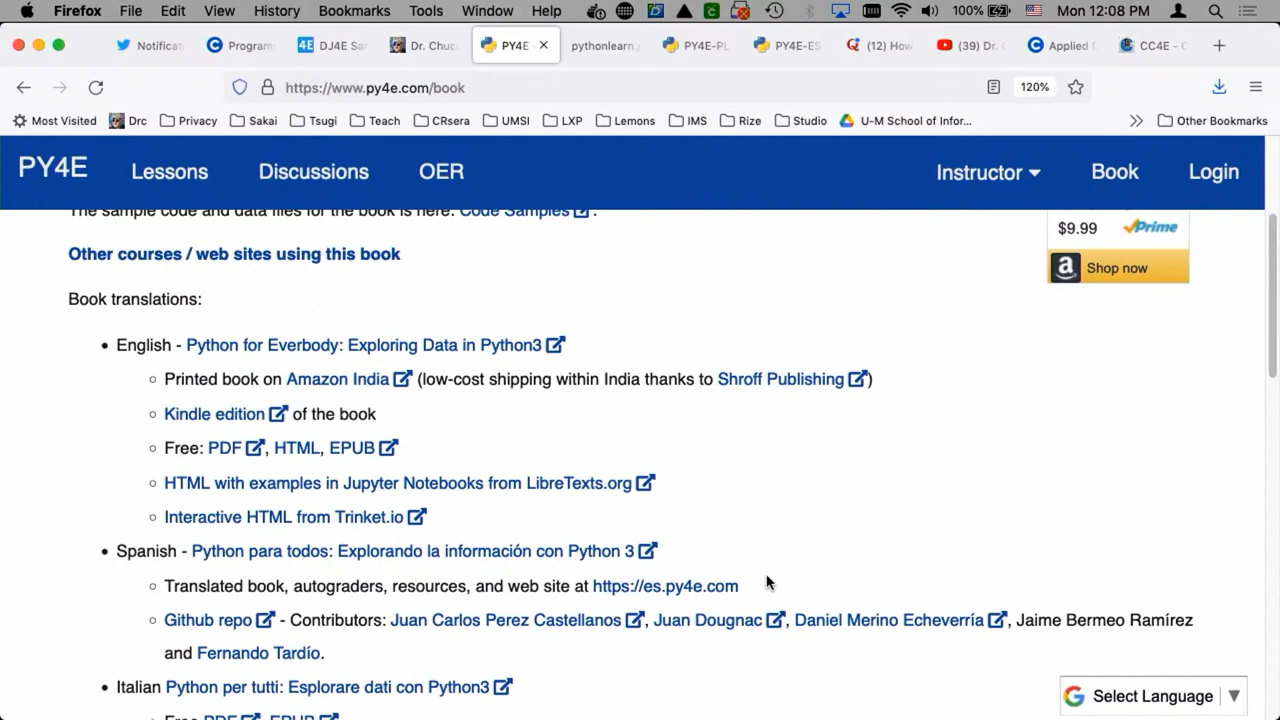 Firefox File Edit View History Bookmarks Tools Window Help 100% Mon 12:08 PM
Notificat Program DJ4E Sa Dr. Chuc PY4E - pythonlearn. PY4E-PL PY4E-ES (12) How (39) Dr. C Applied CC4E - C
https://www.py4e.com/book 120%
Most Visited Drc Privacy Sakai Tsugi Teach CRsera UMSI LXP Lemons IMS Rize Studio U-M School of Infor... Other Bookmarks
PY4E Lessons Discussions OER Instructor Book Login
The sample code and data files for the book is here: Code Samples .
$9.99 Prime
Shop now
Other courses / web sites using this book
Book translations:
• English - Python for Everbody: Exploring Data in Python3
Printed book on Amazon India (low-cost shipping within India thanks to Shroff Publishing )
Kindle edition of the book
Free: PDF , HTML, EPUB
HTML with examples in Jupyter Notebooks from LibreTexts.org
Interactive HTML from Trinket.io
• Spanish - Python para todos: Explorando la información con Python 3
Translated book, autograders, resources, and web site at https://es.py4e.com
Github repo - Contributors: Juan Carlos Perez Castellanos , Juan Dougnac , Daniel Merino Echeverría , Jaime Bermeo Ramírez
and Fernando Tardío.
• Italian Python per tutti: Esplorare dati con Python3
Free PDF , EPUB
Select Language